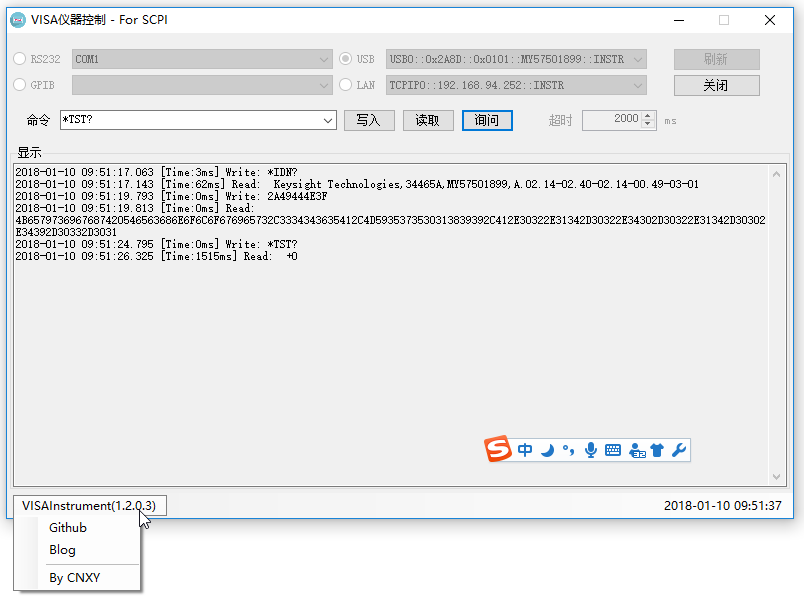 VISA仪器控制 - For SCPI
RS232 COM1 USB USB0::0x2A8D::0x0101::MY57501899::INSTR 刷新
GPIB LAN TCPIP0::192.168.94.252::INSTR 关闭
命令 *TST? 写入 读取 询问 超时 2000 ms
显示
2018-01-10 09:51:17.063 [Time:3ms] Write: *IDN?
2018-01-10 09:51:17.143 [Time:62ms] Read:  Keysight Technologies,34465A,MY57501899,A.02.14-02.40-02.14-00.49-03-01
2018-01-10 09:51:19.793 [Time:0ms] Write: 2A49444E3F
2018-01-10 09:51:19.813 [Time:0ms] Read:
4B6579736967687420546563686E6F6C6F676965732C3334343635412C4D5935373530313839392C412E30322E31342D30322E34302D30322E31342D30302
E34392D30332D3031
2018-01-10 09:51:24.795 [Time:0ms] Write: *TST?
2018-01-10 09:51:26.325 [Time:1515ms] Read:  +0
中
VISAInstrument(1.2.0.3) 2018-01-10 09:51:37
Github
Blog
By CNXY